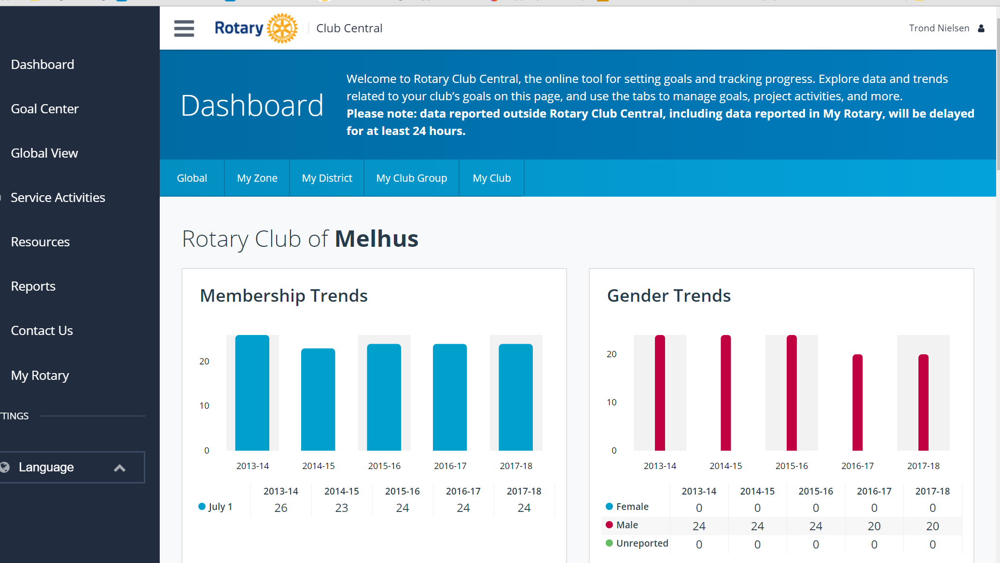 Rotary
Club Central
Trond Nielsen
Dashboard
Goal Center
Global View
Service Activities
Resources
Reports
Contact Us
My Rotary
TTINGS
Language
Dashboard
Welcome to Rotary Club Central, the online tool for setting goals and tracking progress. Explore data and trends
related to your club’s goals on this page, and use the tabs to manage goals, project activities, and more.
Please note: data reported outside Rotary Club Central, including data reported in My Rotary, will be delayed
for at least 24 hours.
Global My Zone My District My Club Group My Club
Rotary Club of Melhus
Membership Trends
20
10
0
2013-14 2014-15 2015-16 2016-17 2017-18
2013-14 2014-15 2015-16 2016-17 2017-18
July 1 26 23 24 24 24
Gender Trends
20
10
0
2013-14 2014-15 2015-16 2016-17 2017-18
2013-14 2014-15 2015-16 2016-17 2017-18
Female 0 0 0 0 0
Male 24 24 24 20 20
Unreported 0 0 0 0 0